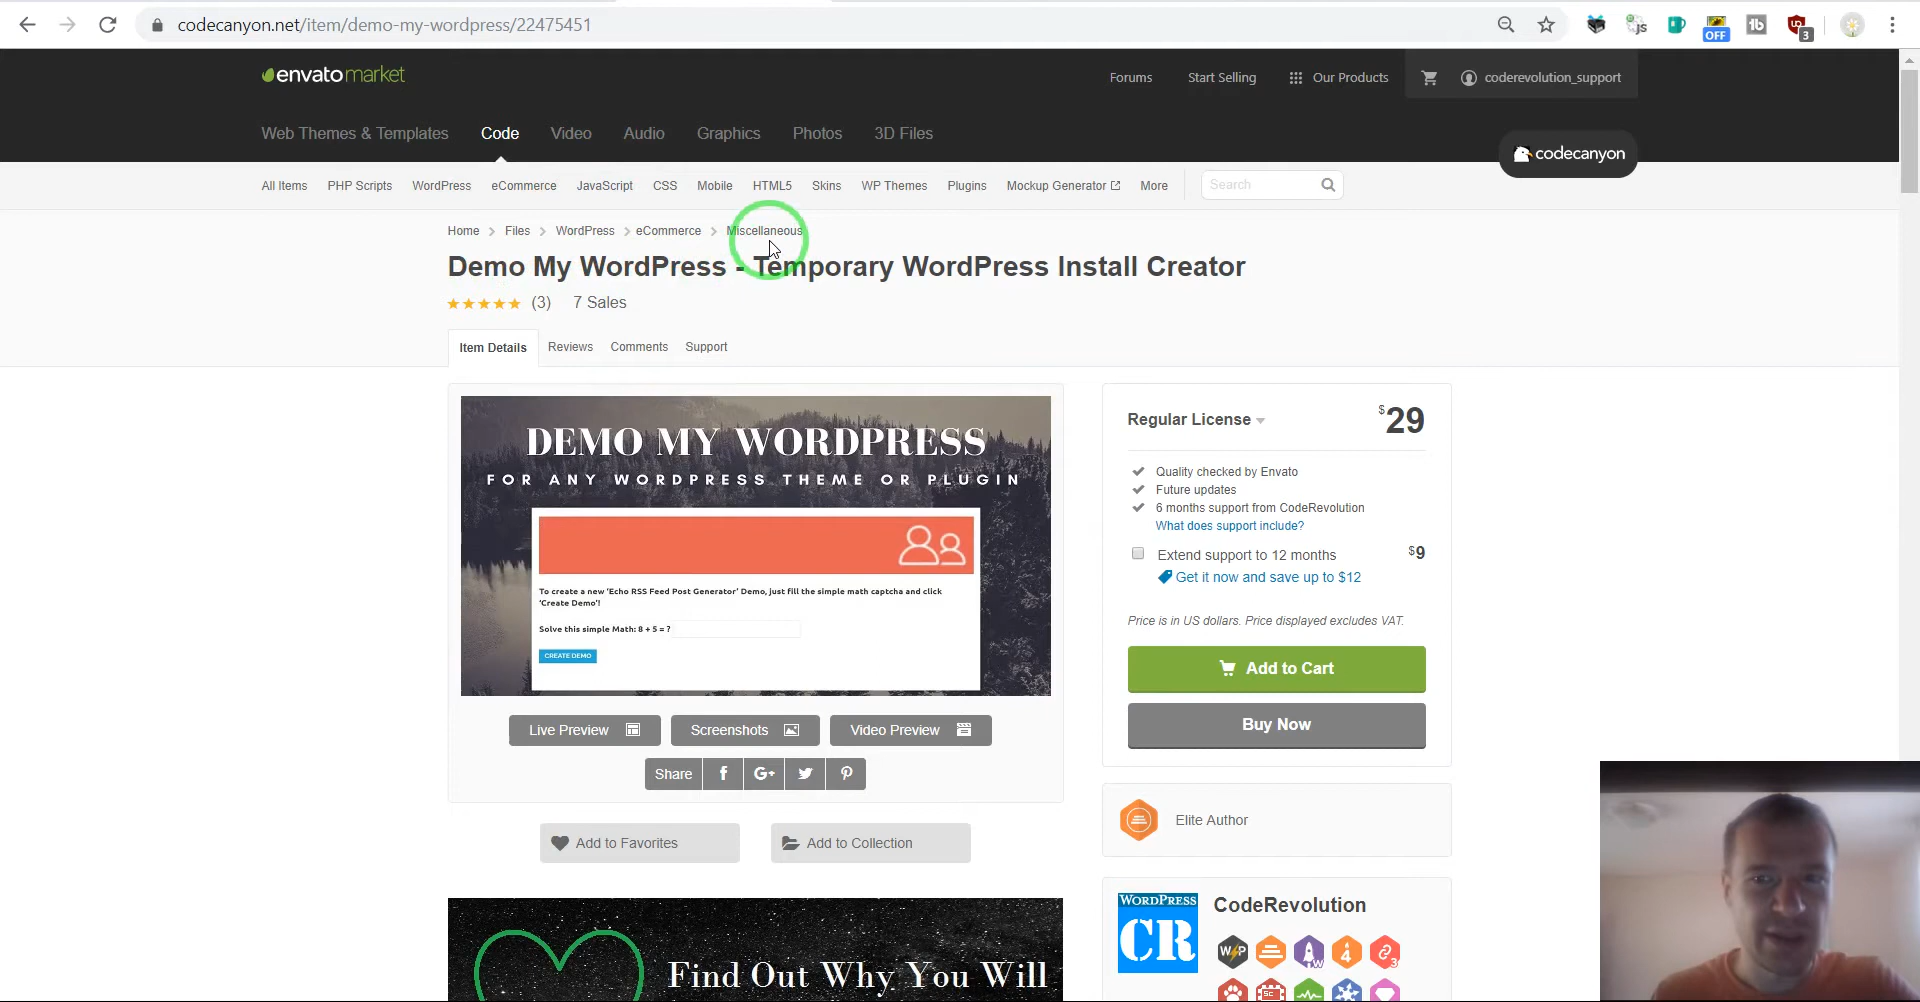 codecanyon.net/item/demo-my-wordpress/22475451
JS
OFF
3
envato market
Forums
Start Selling
Our Products
coderevolution_support
Web Themes & Templates
Code
Video
Audio
Graphics
Photos
3D Files
codecanyon
All Items
PHP Scripts
WordPress
eCommerce
JavaScript
CSS
Mobile
HTML5
Skins
WP Themes
Plugins
Mockup Generator
More
Search
Home > Files > WordPress > eCommerce > Miscellaneous
Demo My WordPress - Temporary WordPress Install Creator
(3) 7 Sales
Item Details
Reviews
Comments
Support
DEMO MY WORDPRESS
FOR ANY WORDPRESS THEME OR PLUGIN
To create a new 'Echo RSS Feed Post Generator' Demo, just fill the simple math captcha and click
'Create Demo'!
Solve this simple Math: 8 + 5 = ?
CREATE DEMO
Live Preview
Screenshots
Video Preview
Share
f
G+
Add to Favorites
Add to Collection
Find Out Why You Will
Regular License
$29
Quality checked by Envato
Future updates
6 months support from CodeRevolution
What does support include?
Extend support to 12 months
$9
Get it now and save up to $12
Price is in US dollars. Price displayed excludes VAT.
Add to Cart
Buy Now
Elite Author
WORDPRESS
CR
CodeRevolution
W
4
3
SC